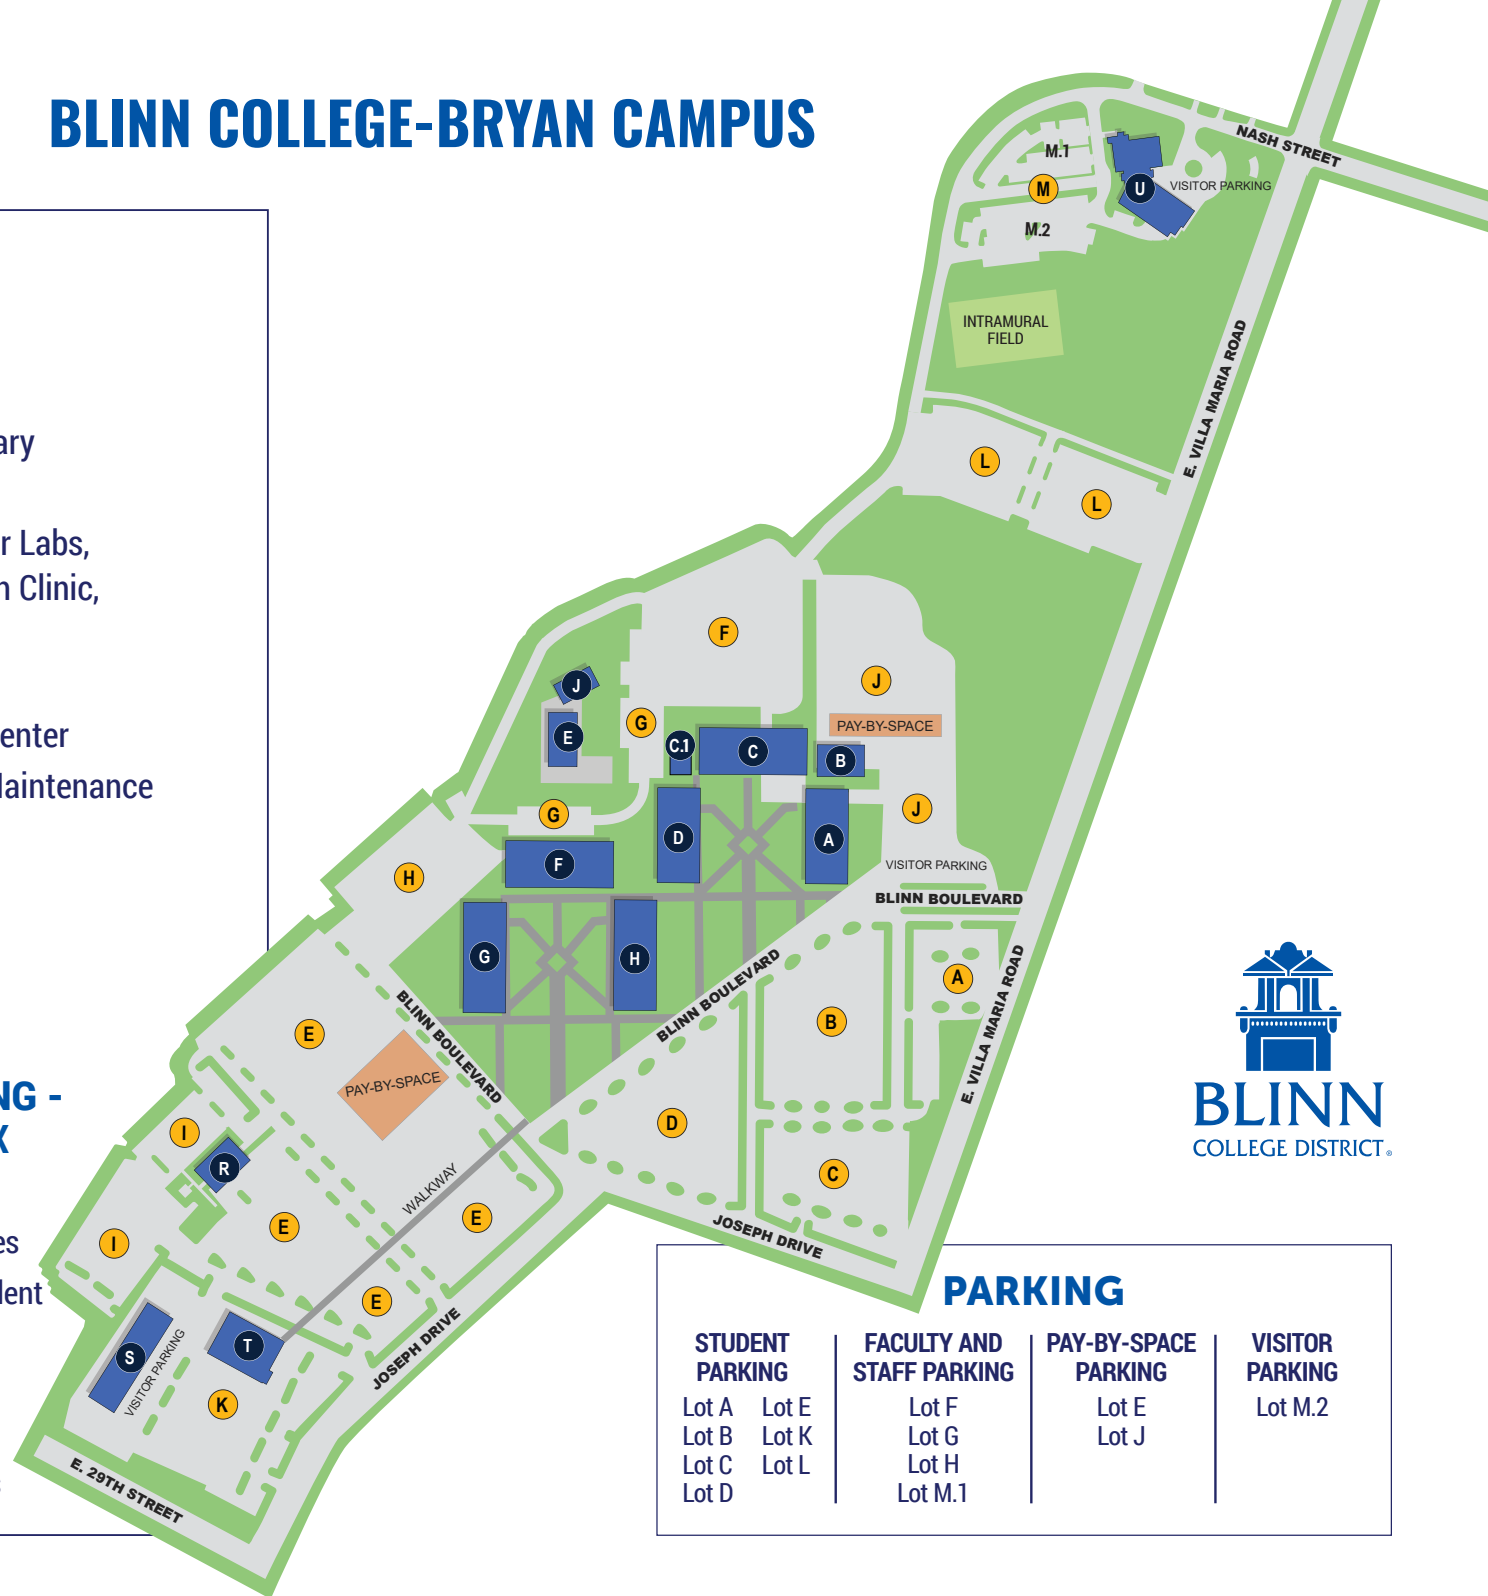 BLINN COLLEGE-BRYAN CAMPUS
NASH STREET
M.1
M
U
VISITOR PARKING
M.2
INTRAMURAL
FIELD
E. VILLA MARIA ROAD
ary
L
L
r Labs,
n Clinic,
F
J
J
G
PAY-BY-SPACE
enter
E
C.1
C
B
laintenance
G
J
D
A
F
VISITOR PARKING
H
BLINN BOULEVARD
G
H
BLINN BOULEVARD
E. VILLA MARIA ROAD
A
BLINN BOULEVARD
B
E
PAY-BY-SPACE
NG -
X
D
I
R
BLINN
COLLEGE DISTRICT®
C
WALKWAY
E
E
I
JOSEPH DRIVE
es
lent
E
JOSEPH DRIVE
T
S
VISITOR PARKING
K
E. 29TH STREET
s
PARKING
STUDENT
PARKING
Lot A Lot E
Lot B Lot K
Lot C Lot L
Lot D
FACULTY AND
STAFF PARKING
Lot F
Lot G
Lot H
Lot M.1
PAY-BY-SPACE
PARKING
Lot E
Lot J
VISITOR
PARKING
Lot M.2